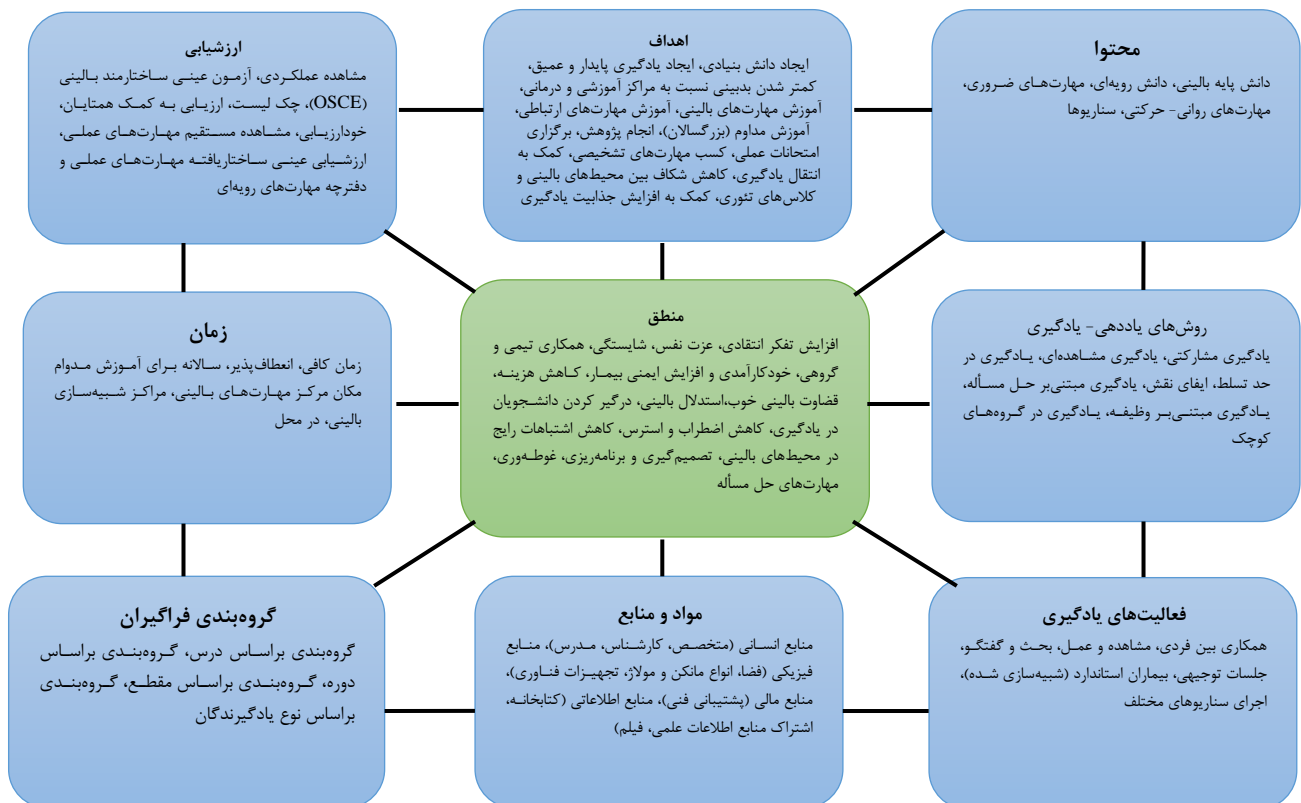 محتوا
دانش پایه بالینی، دانش رویه‌ای، مهارت‌های ضروری،
مهارت‌های روانی- حرکتی، سناریوها
اهداف
ایجاد دانش بنیادی، ایجاد یادگیری پایدار و عمیق،
کمتر شدن بدبینی نسبت به مراکز آموزشی و درمانی،
آموزش مهارت‌های بالینی، آموزش مهارت‌های ارتباطی،
آموزش مداوم (بزرگسالان)، انجام پژوهش، برگزاری
امتحانات عملی، کسب مهارت‌های تشخیصی، کمک به
انتقال یادگیری، کاهش شکاف بین محیط‌های بالینی و
کلاس‌های تئوری، کمک به افزایش جذابیت یادگیری
ارزشیابی
مشاهده عملکردی، آزمون عینی ساختارمند بالینی
(OSCE)، چک لیست، ارزیابی به کمک همتایان،
خودارزیابی، مشاهده مستقیم مهارت‌های عملی،
ارزشیابی عینی ساختاریافته مهارت‌های عملی و
دفترچه مهارت‌های رویه‌ای
روش‌های یاددهی- یادگیری
یادگیری مشارکتی، یادگیری مشاهده‌ای، یادگیری در
حد تسلط، ایفای نقش، یادگیری مبتنی‌بر حل مسأله،
یادگیری مبتنی‌بر وظیفه، یادگیری در گروه‌های
کوچک
منطق
افزایش تفکر انتقادی، عزت نفس، شایستگی، همکاری تیمی و
گروهی، خودکارآمدی و افزایش ایمنی بیمار، کاهش هزینه،
قضاوت بالینی خوب،استدلال بالینی، درگیر کردن دانشجویان
در یادگیری، کاهش اضطراب و استرس، کاهش اشتباهات رایج
در محیط‌های بالینی، تصمیم‌گیری و برنامه‌ریزی، غوطه‌وری،
مهارت‌های حل مسأله
زمان
زمان کافی، انعطاف‌پذیر، سالانه برای آموزش مدوام
مکان مرکز مهارت‌های بالینی، مراکز شبیه‌سازی
بالینی، در محل
فعالیت‌های یادگیری
همکاری بین فردی، مشاهده و عمل، بحث و گفتگو،
جلسات توجیهی، بیماران استاندارد (شبیه‌سازی شده)،
اجرای سناریوهای مختلف
مواد و منابع
منابع انسانی (متخصص، کارشناس، مدرس)، منابع
فیزیکی (فضا، انواع مانکن و مولاژ، تجهیزات فناوری)،
منابع مالی (پشتیبانی فنی)، منابع اطلاعاتی (کتابخانه،
اشتراک منابع اطلاعات علمی، فیلم)
گروه‌بندی فراگیران
گروه‌بندی براساس درس، گروه‌بندی براساس
دوره، گروه‌بندی براساس مقطع، گروه‌بندی
براساس نوع یادگیرندگان